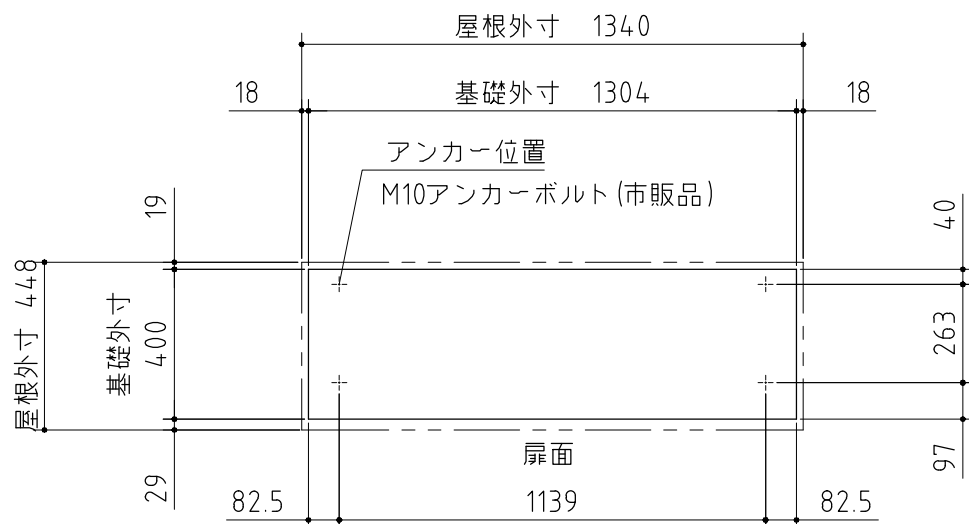 屋根外寸 1340
18
基礎外寸 1304
18
アンカー位置
M10アンカーボルト(市販品)
19
40
屋根外寸 448
基礎外寸
400
263
扉面
29
97
82.5
1139
82.5